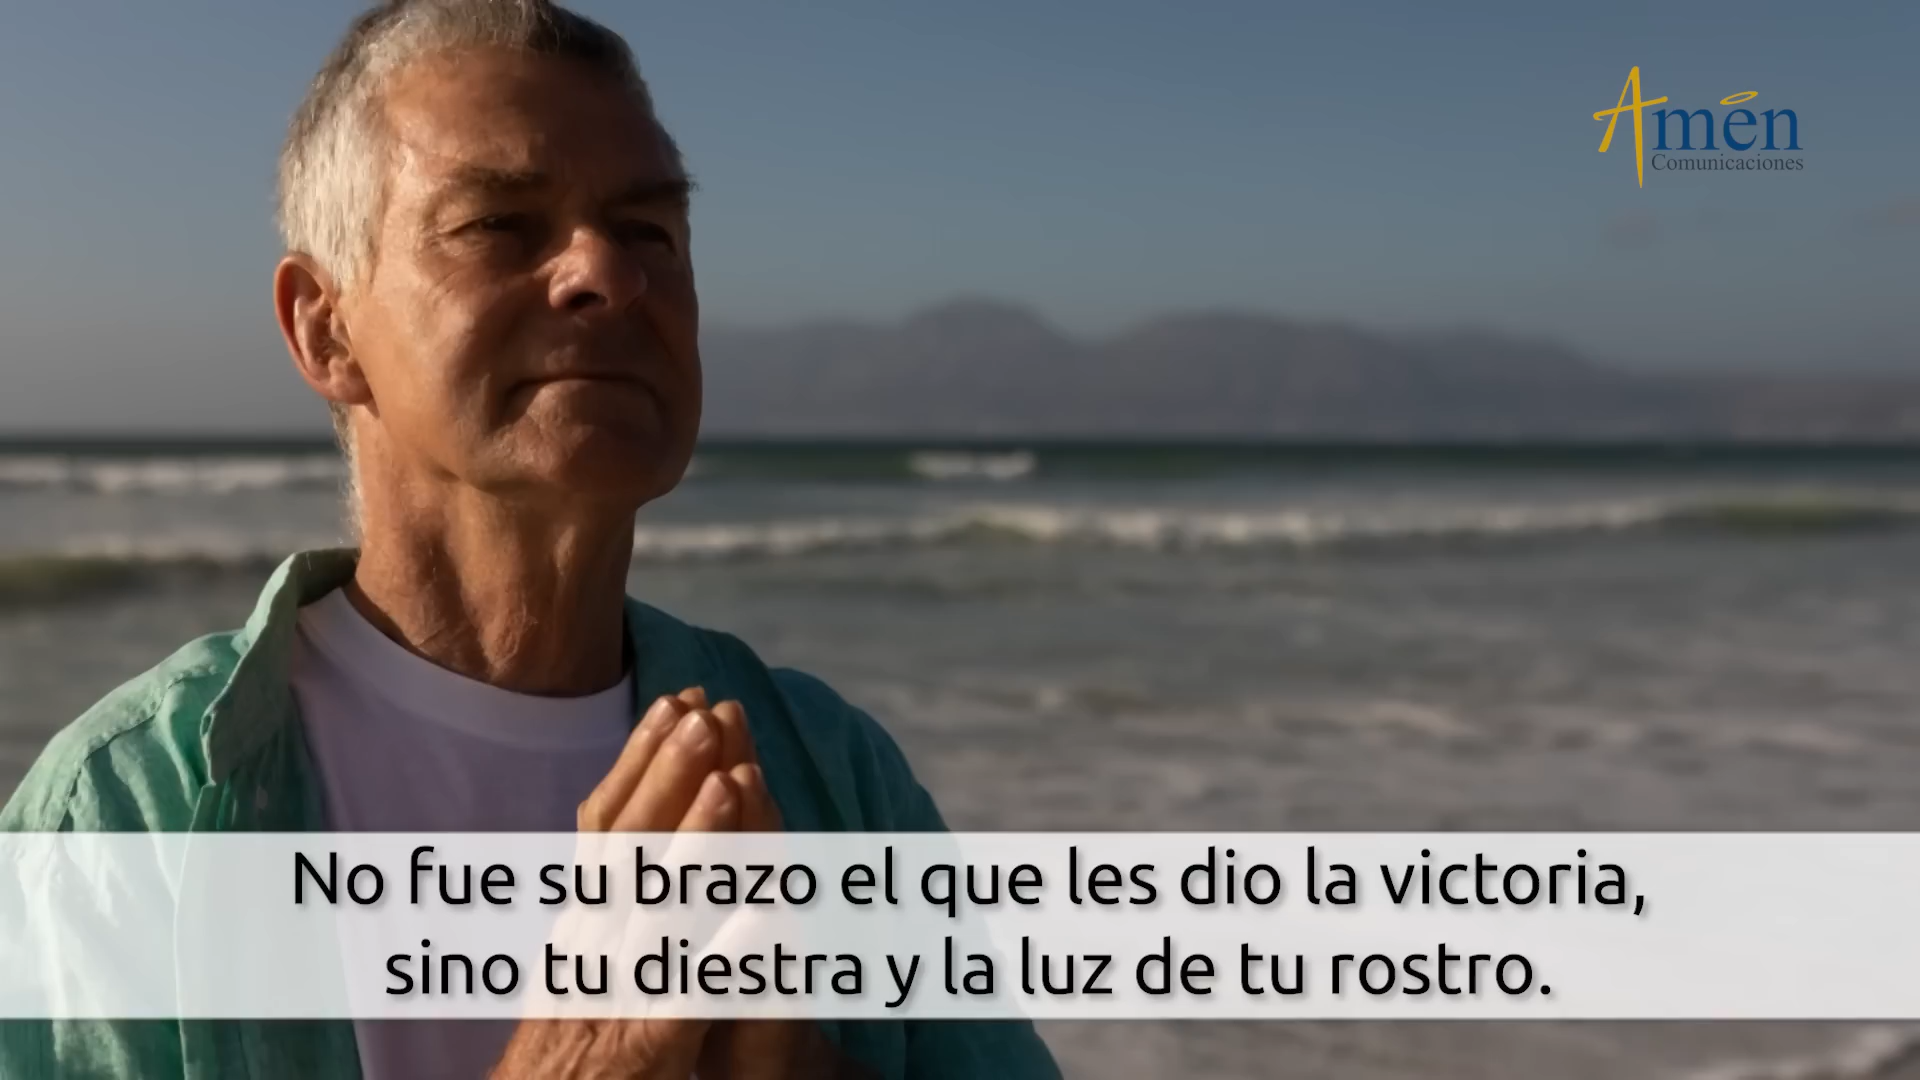 Amén
Comunicaciones
No fue su brazo el que les dio la victoria,
sino tu diestra y la luz de tu rostro.